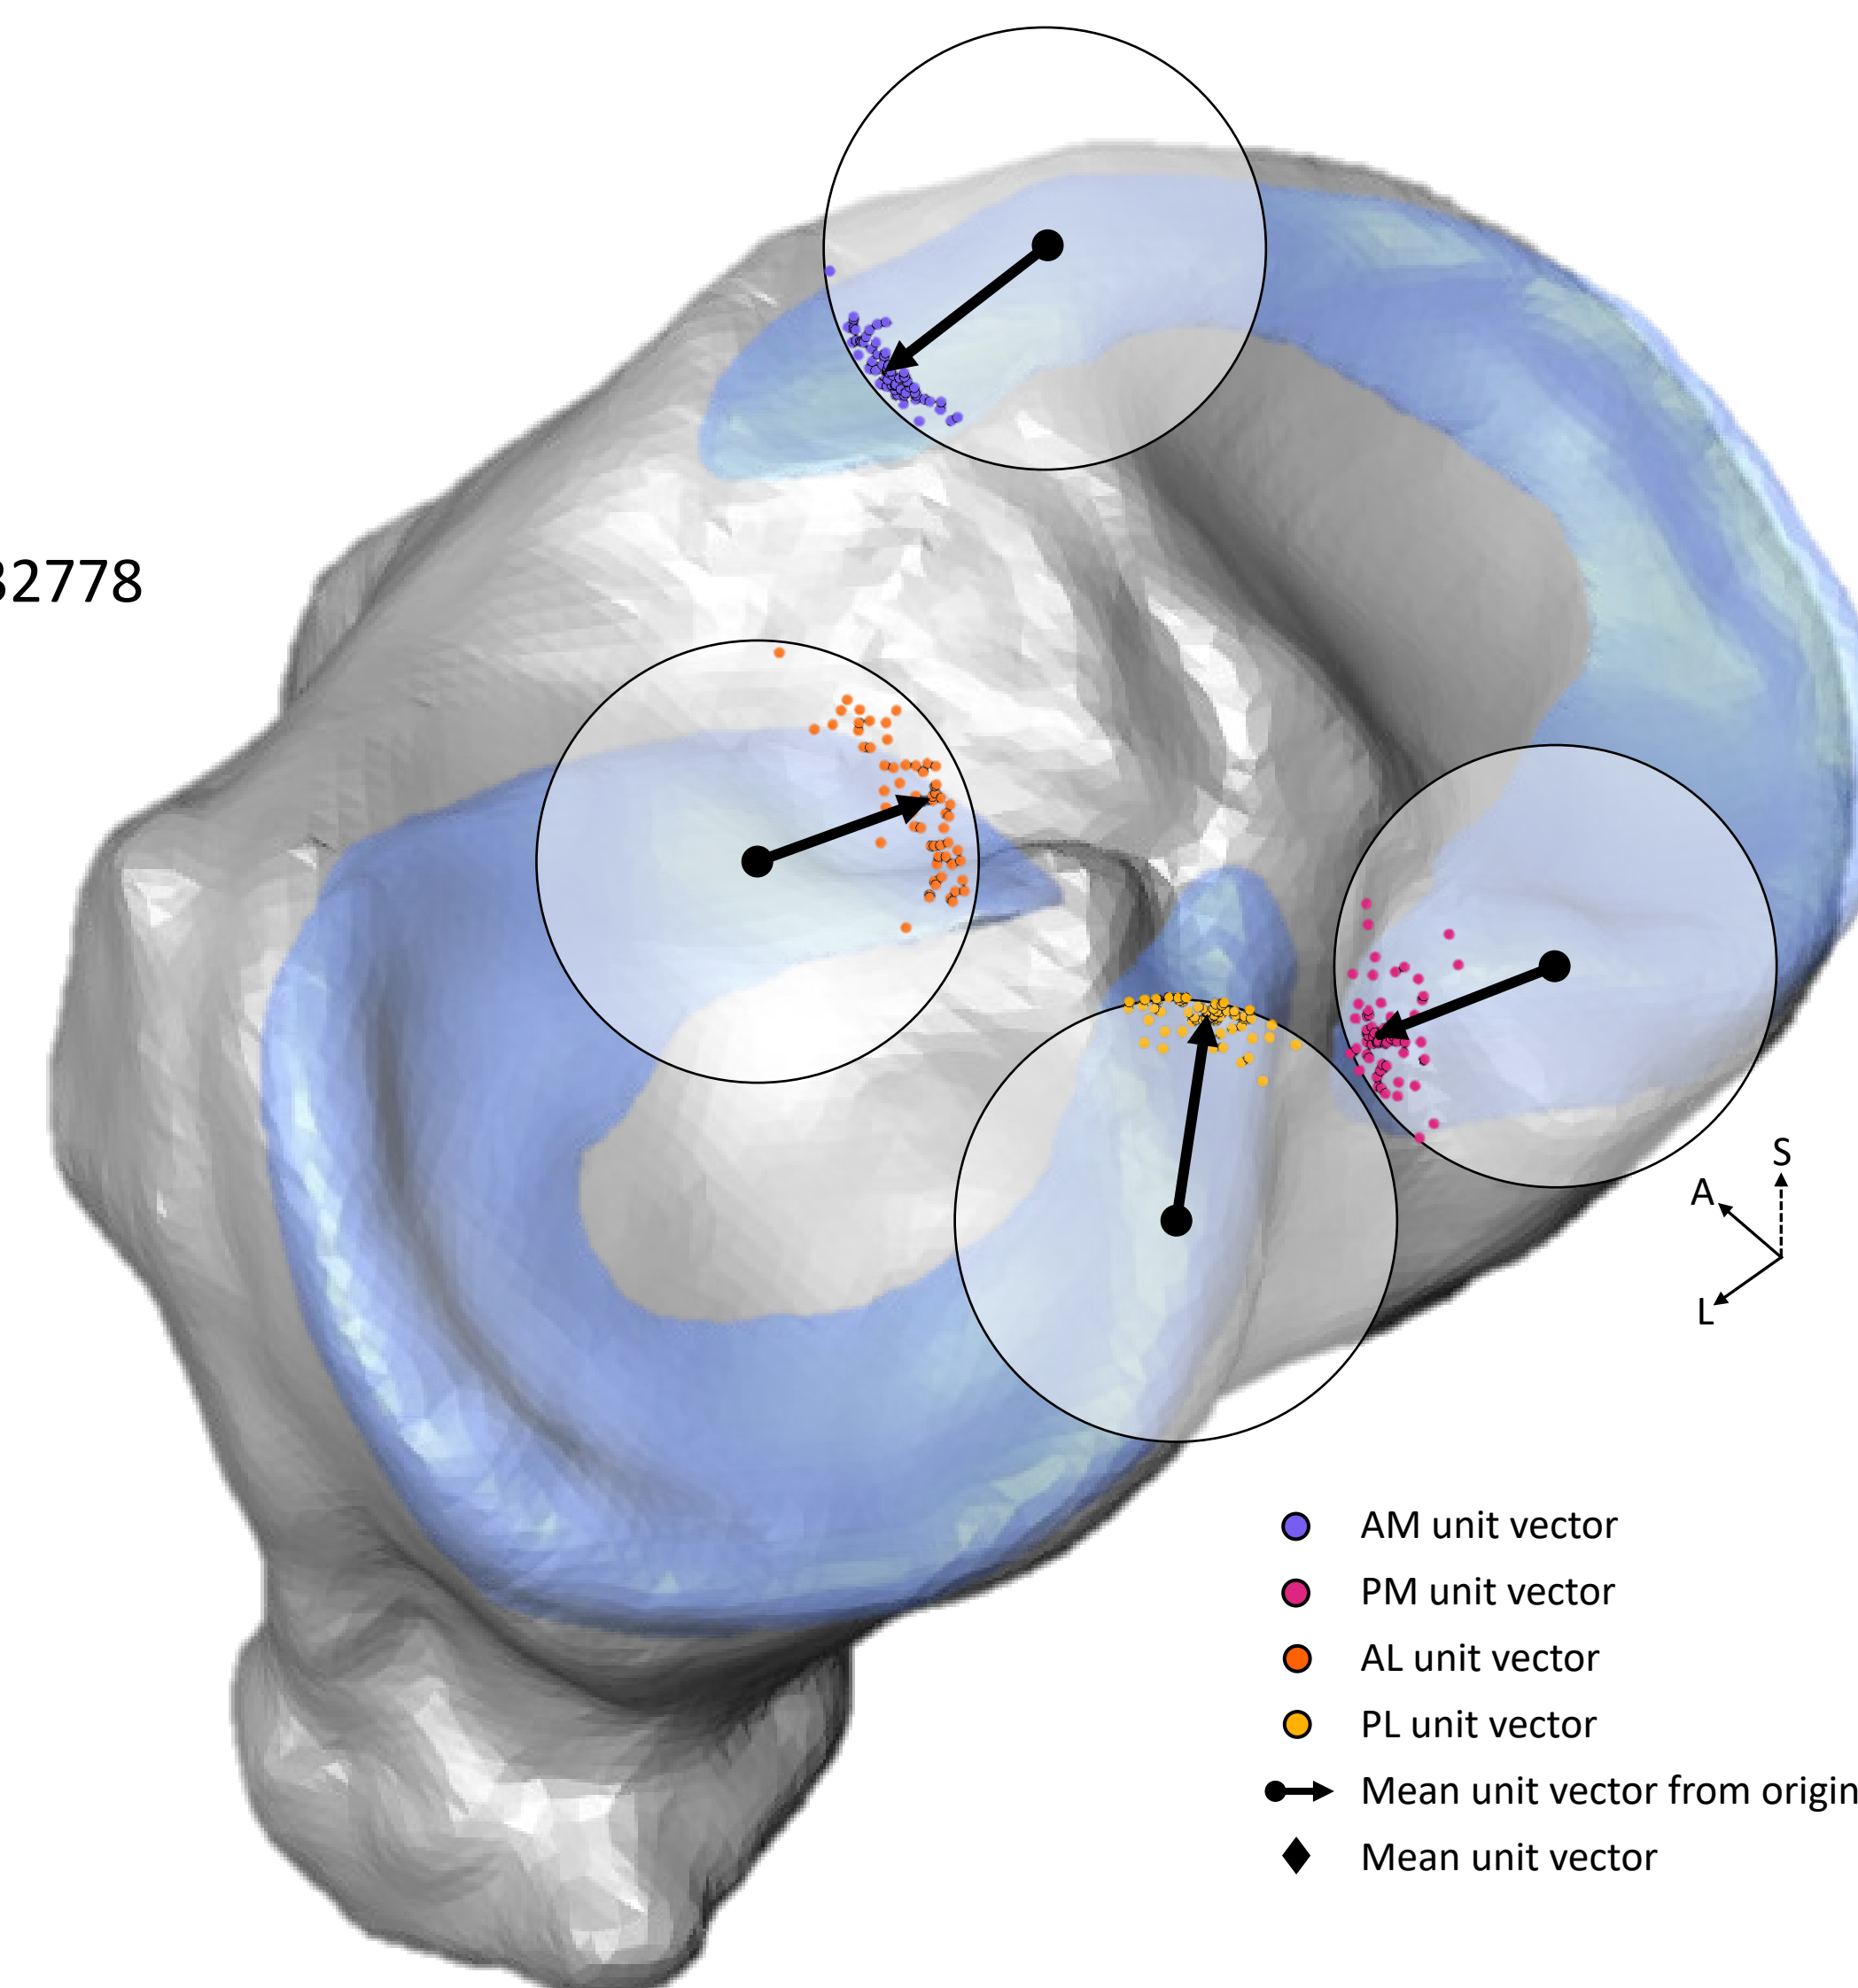 32778
S
A
L
AM unit vector
PM unit vector
AL unit vector
PL unit vector
Mean unit vector from origin
Mean unit vector